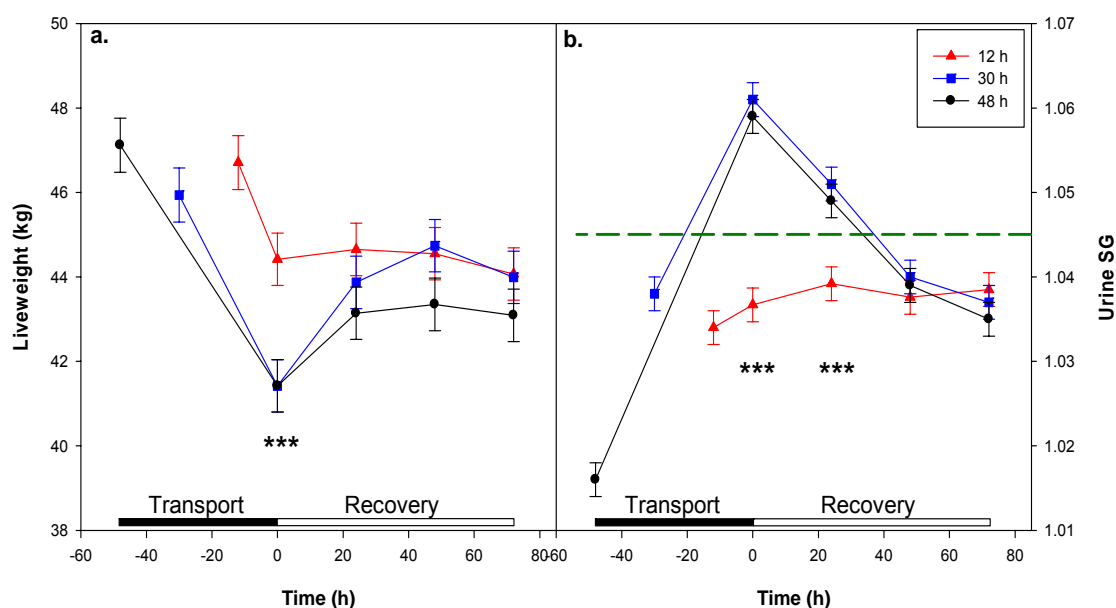 a.
50
48
46
44
42
40
38
Liveweight (kg)
***
Transport Recovery
-60 -40 -20 0 20 40 60 80
Time (h)
b.
12 h
30 h
48 h
*** ***
-60 -40 -20 0 20 40 60 80
Time (h)
1.07
1.06
1.05
1.04
1.03
1.02
1.01
Urine SG